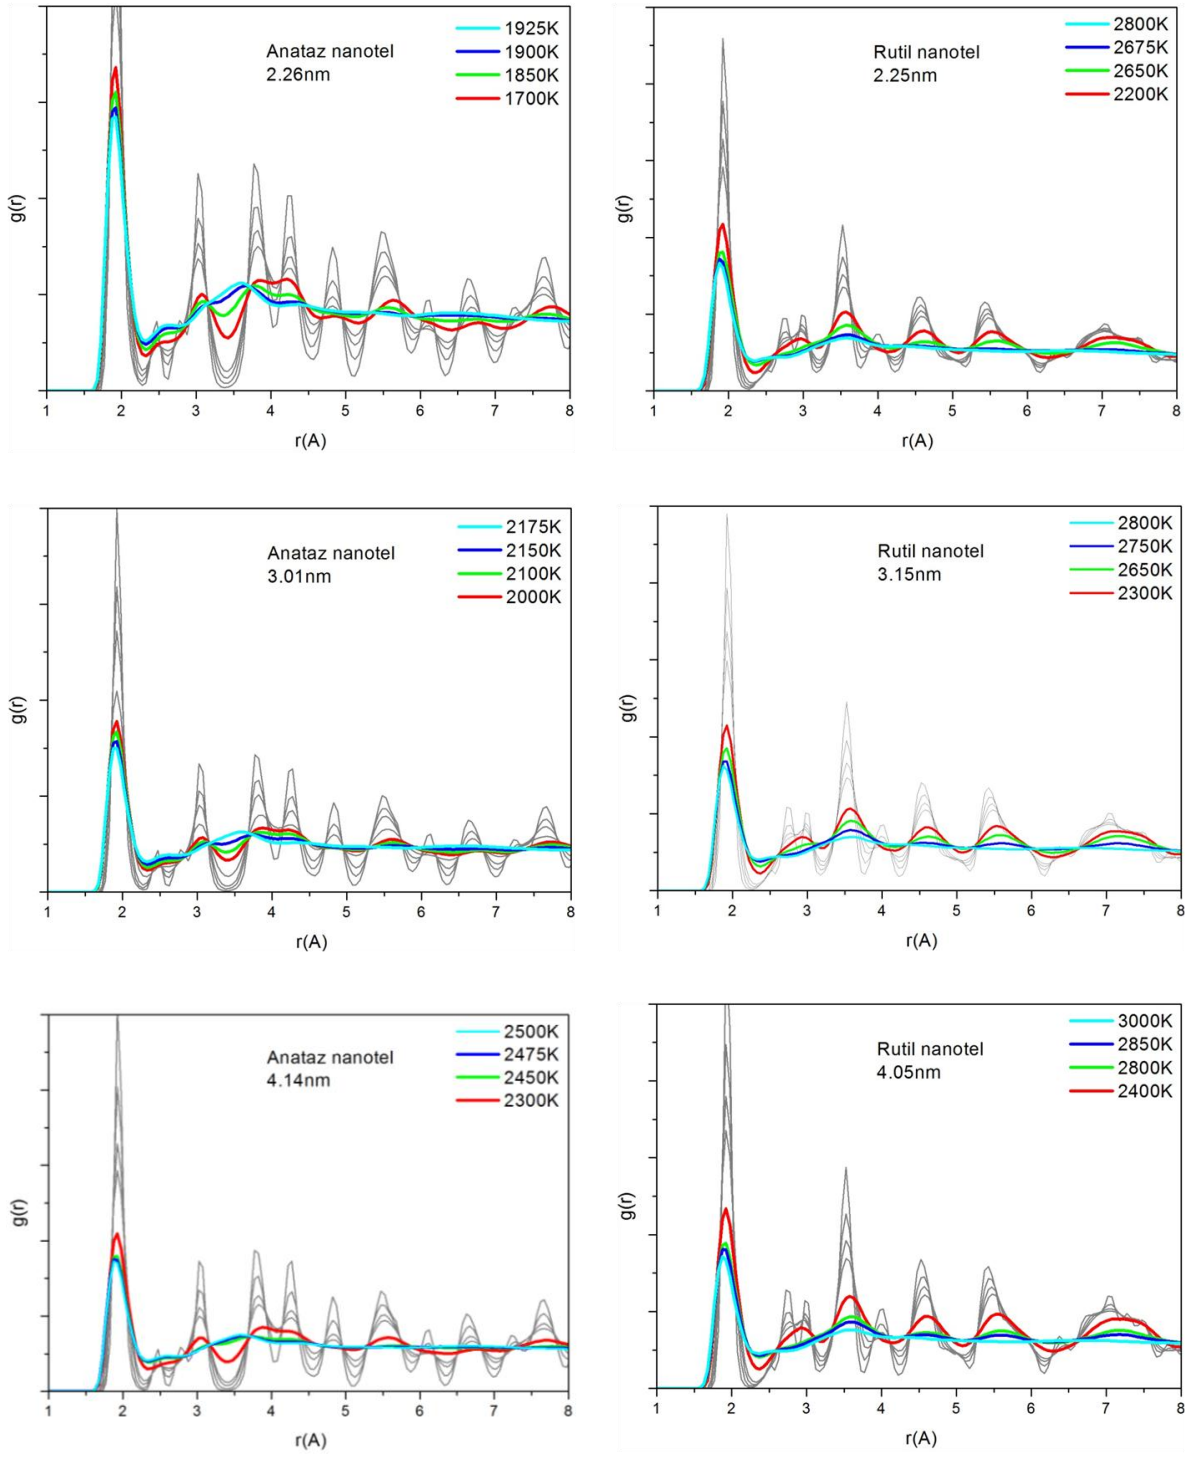 1925K
1900K
1850K
1700K
Anataz nanotel
2.26nm
g(r)
1 2 3 4 5 6 7 8
r(A)
2800K
2675K
2650K
2200K
Rutil nanotel
2.25nm
g(r)
1 2 3 4 5 6 7 8
r(A)
2175K
2150K
2100K
2000K
Anataz nanotel
3.01nm
g(r)
1 2 3 4 5 6 7 8
r(A)
2800K
2750K
2650K
2300K
Rutil nanotel
3.15nm
g(r)
1 2 3 4 5 6 7 8
r(A)
2500K
2475K
2450K
2300K
Anataz nanotel
4.14nm
g(r)
1 2 3 4 5 6 7 8
r(A)
3000K
2850K
2800K
2400K
Rutil nanotel
4.05nm
g(r)
1 2 3 4 5 6 7 8
r(A)